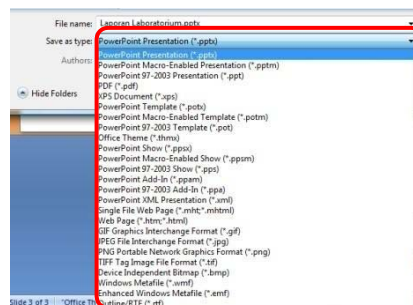 File name: Laporan Laboratorium.pptx
Save as type: PowerPoint Presentation (*.pptx)
Authors:
PowerPoint Presentation (*.pptx)
PowerPoint Macro-Enabled Presentation (*.pptm)
PowerPoint 97-2003 Presentation (*.ppt)
PDF (*.pdf)
Hide Folders
XPS Document (*.xps)
PowerPoint Template (*.potx)
PowerPoint Macro-Enabled Template (*.potm)
PowerPoint 97-2003 Template (*.pot)
Office Theme (*.thmx)
PowerPoint Show (*.ppsx)
PowerPoint Macro-Enabled Show (*.ppsm)
PowerPoint 97-2003 Show (*.pps)
PowerPoint Add-In (*.ppam)
PowerPoint 97-2003 Add-In (*.ppa)
PowerPoint XML Presentation (*.xml)
Single File Web Page (*.mht;*.mhtml)
Web Page (*.htm;*.html)
GIF Graphics Interchange Format (*.gif)
JPEG File Interchange Format (*.jpg)
PNG Portable Network Graphics Format (*.png)
TIFF Tag Image File Format (*.tif)
Device Independent Bitmap (*.bmp)
Windows Metafile (*.wmf)
Enhanced Windows Metafile (*.emf)
Slide 3 of 3 "Office Th Outline/RTF (*.rtf)